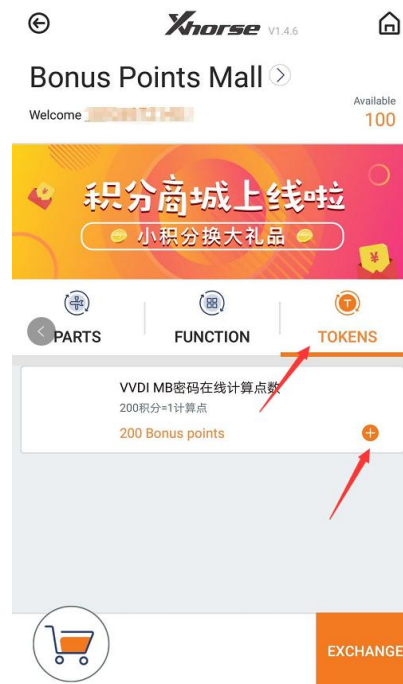 Xhorse V1.4.6
Bonus Points Mall
Welcome
Available
100
积分商城上线啦
小积分换大礼品
¥
T
PARTS
FUNCTION
TOKENS
VVDI MB密码在线计算点数
200积分=1计算点
200 Bonus points
EXCHANGE